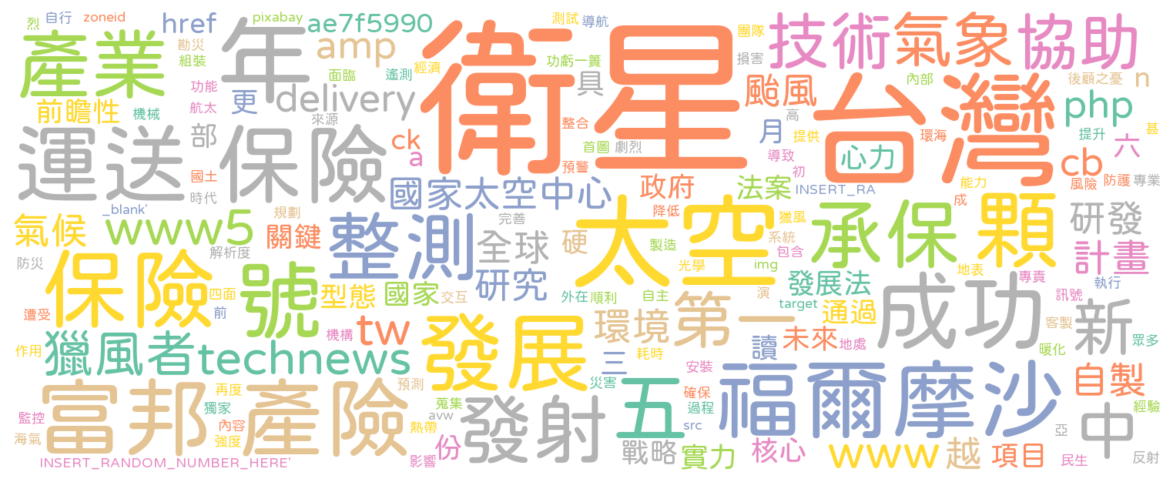 烈 自行 zoneid
href
pixabay
ae7f5990
測試 導航
團隊
技術 氣象 協助
產業
勘災
組裝
年
amp
功虧一簣
損害
衛星
面臨 遙測 經濟
內部
後顧之憂
n
功能
前瞻性 機械
航太
更
delivery
具
颱風
台灣
php
甚
來源
高 提供
環海
提升
運送 保險
部
ck
a
整合
首圖 劇烈
月
心力
六
預警
導致
cb
國土
時代
國家太空中心
政府
初
法案
INSERT_RA
能力
風險 防護 專業
_blank'
規劃
完善
降低
獵風
成
氣候
www5
關鍵
整測
全球
硬
太空
系統
包含
承保
顆
研發
解析度
製造
計畫
防災
保險
號
四面
前
型態
國家
交互
研究
光學
img
地表
專責
發展法
執行
外在 順利 自主
target
演
訊號
遭受
機構
tw
發展
環境
第一
通過
成功
新
客製
眾多
作用
獵風者
technews
三
耗時
讀
未來
地處
暖化
災害
安裝
富邦產險
再度
預測
蒐集
五
確保
福爾摩沙
自製
監控
獨家
內容
avw
發射
過程
src
中
經驗
海氣
強度
熱帶
份
戰略
實力
核心
www
越
項目
亞
INSERT_RANDOM_NUMBER_HERE'
影響
民生
反射